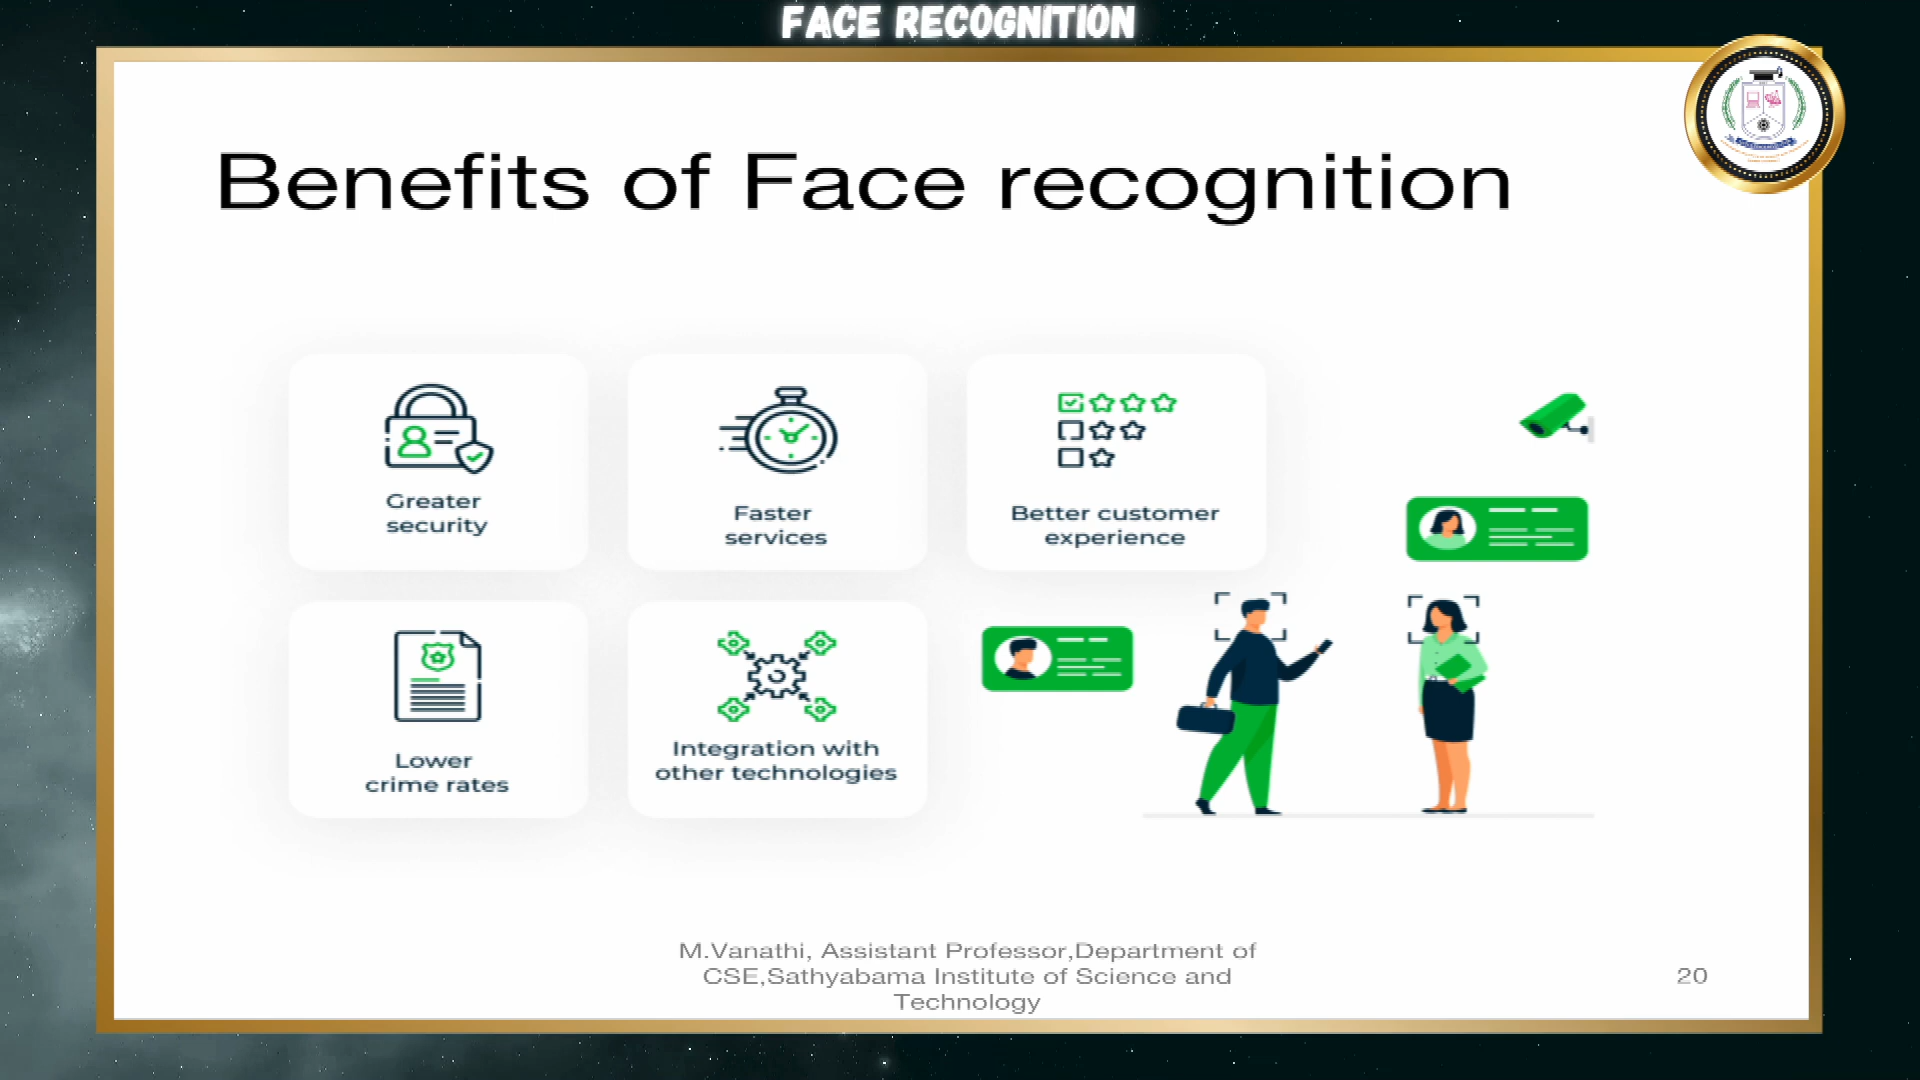 FACE RECOGNITION
Benefits of Face recognition
Greater
security
Faster
services
Better customer
experience
Lower
crime rates
Integration with
other technologies
M.Vanathi, Assistant Professor,Department of
CSE,Sathyabama Institute of Science and
Technology
20